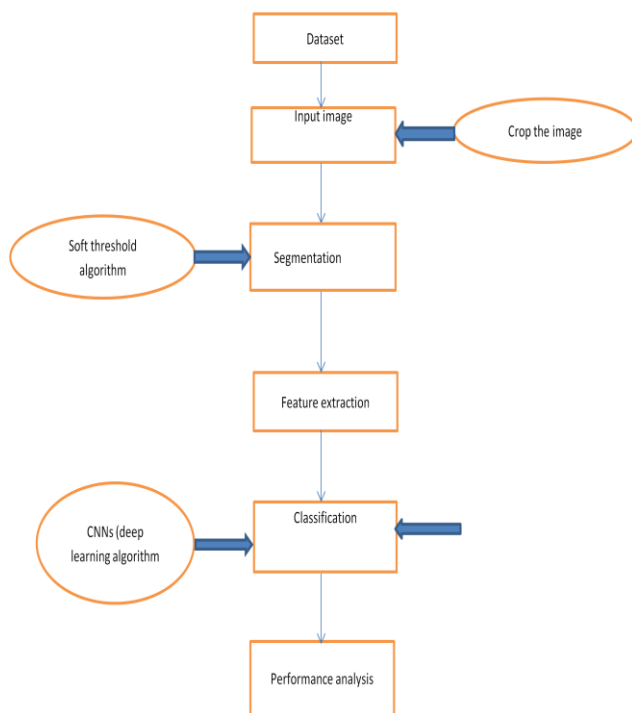 Dataset
Input image
Crop the image
Soft threshold
algorithm
Segmentation
Feature extraction
CNNs (deep
learning algorithm
Classification
Performance analysis